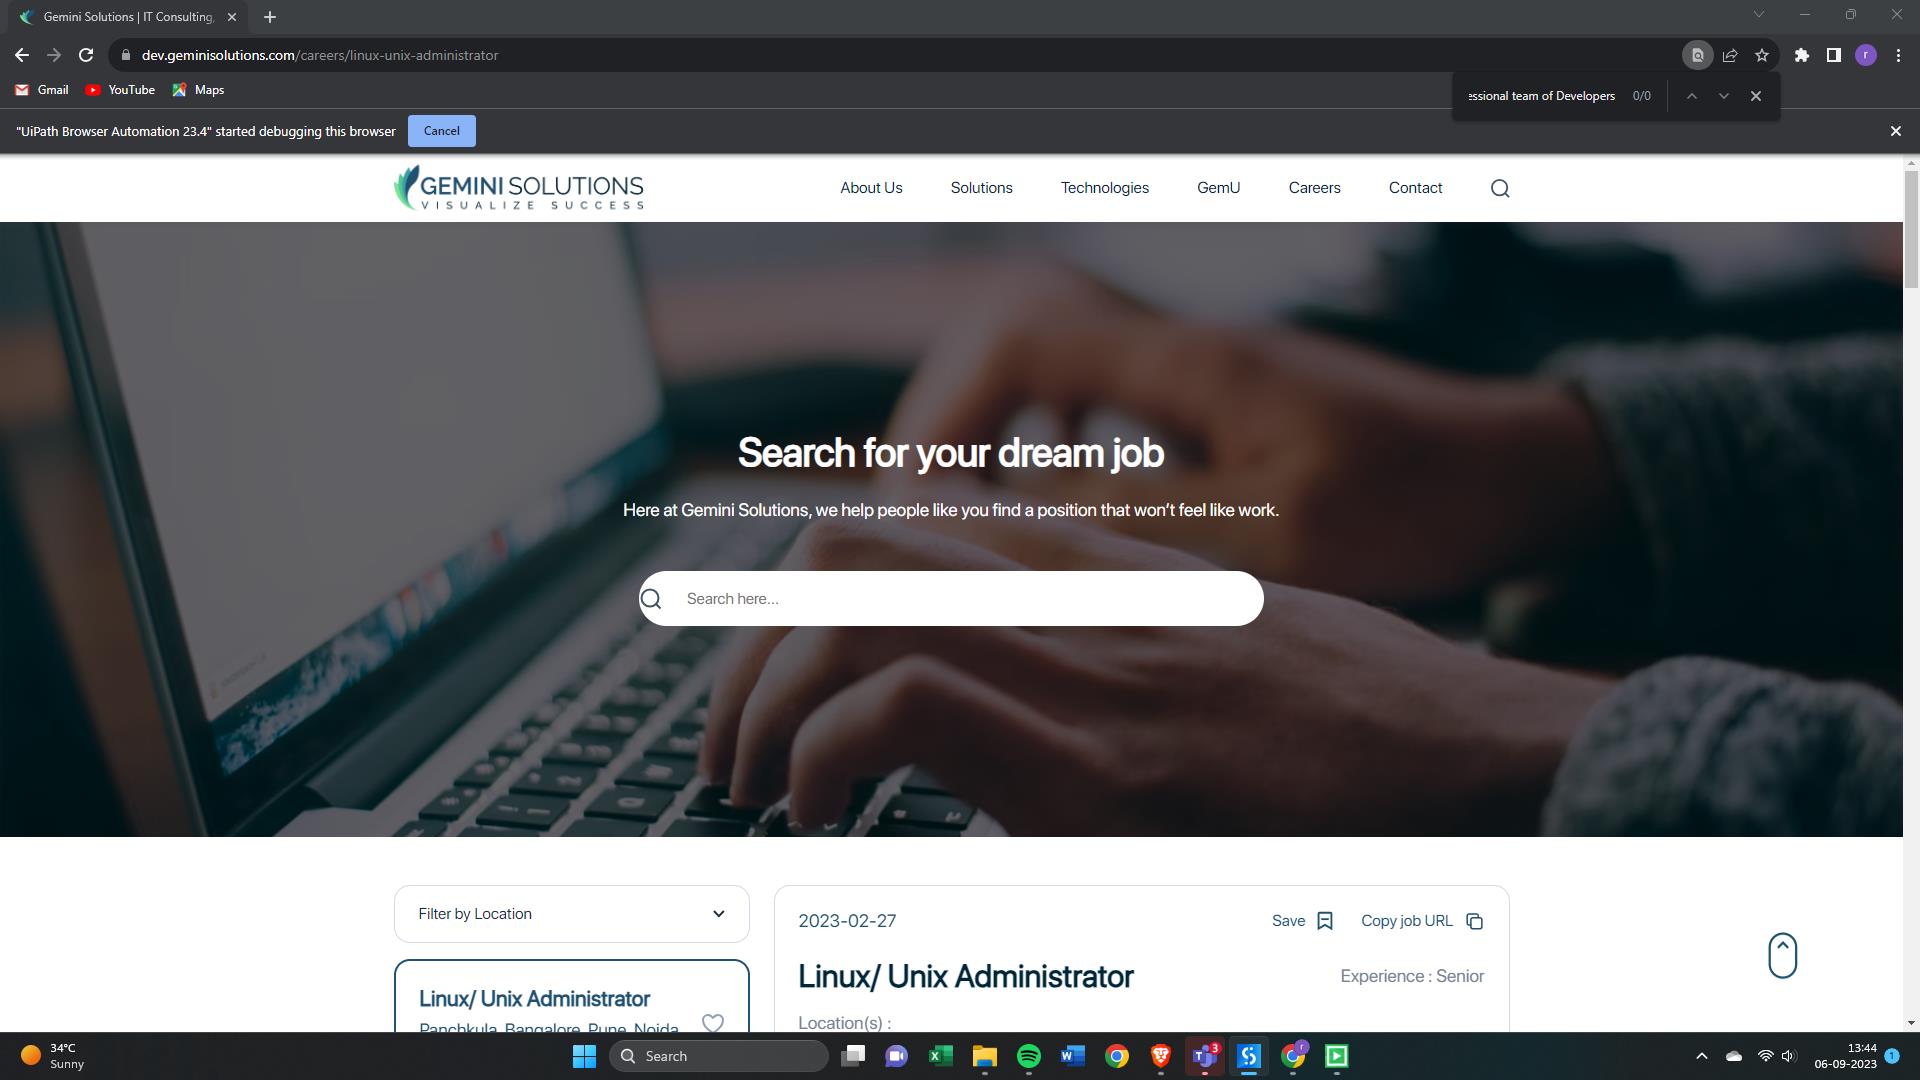 Gemini Solutions | IT Consulting,
dev.geminisolutions.com/careers/linux-unix-administrator
Gmail
YouTube
Maps
essional team of Developers
0/0
"UiPath Browser Automation 23.4" started debugging this browser
Cancel
GEMINI SOLUTIONS
VISUALIZE SUCCESS
About Us
Solutions
Technologies
GemU
Careers
Contact
Search for your dream job
Here at Gemini Solutions, we help people like you find a position that won't feel like work.
Search here...
Filter by Location
Linux/ Unix Administrator
Panchkula, Bangalore, Pune, Noida
2023-02-27
Save
Copy job URL
Linux/ Unix Administrator
Experience : Senior
Location(s) :
34°C
Sunny
Search
3
r
13:44
06-09-2023
1